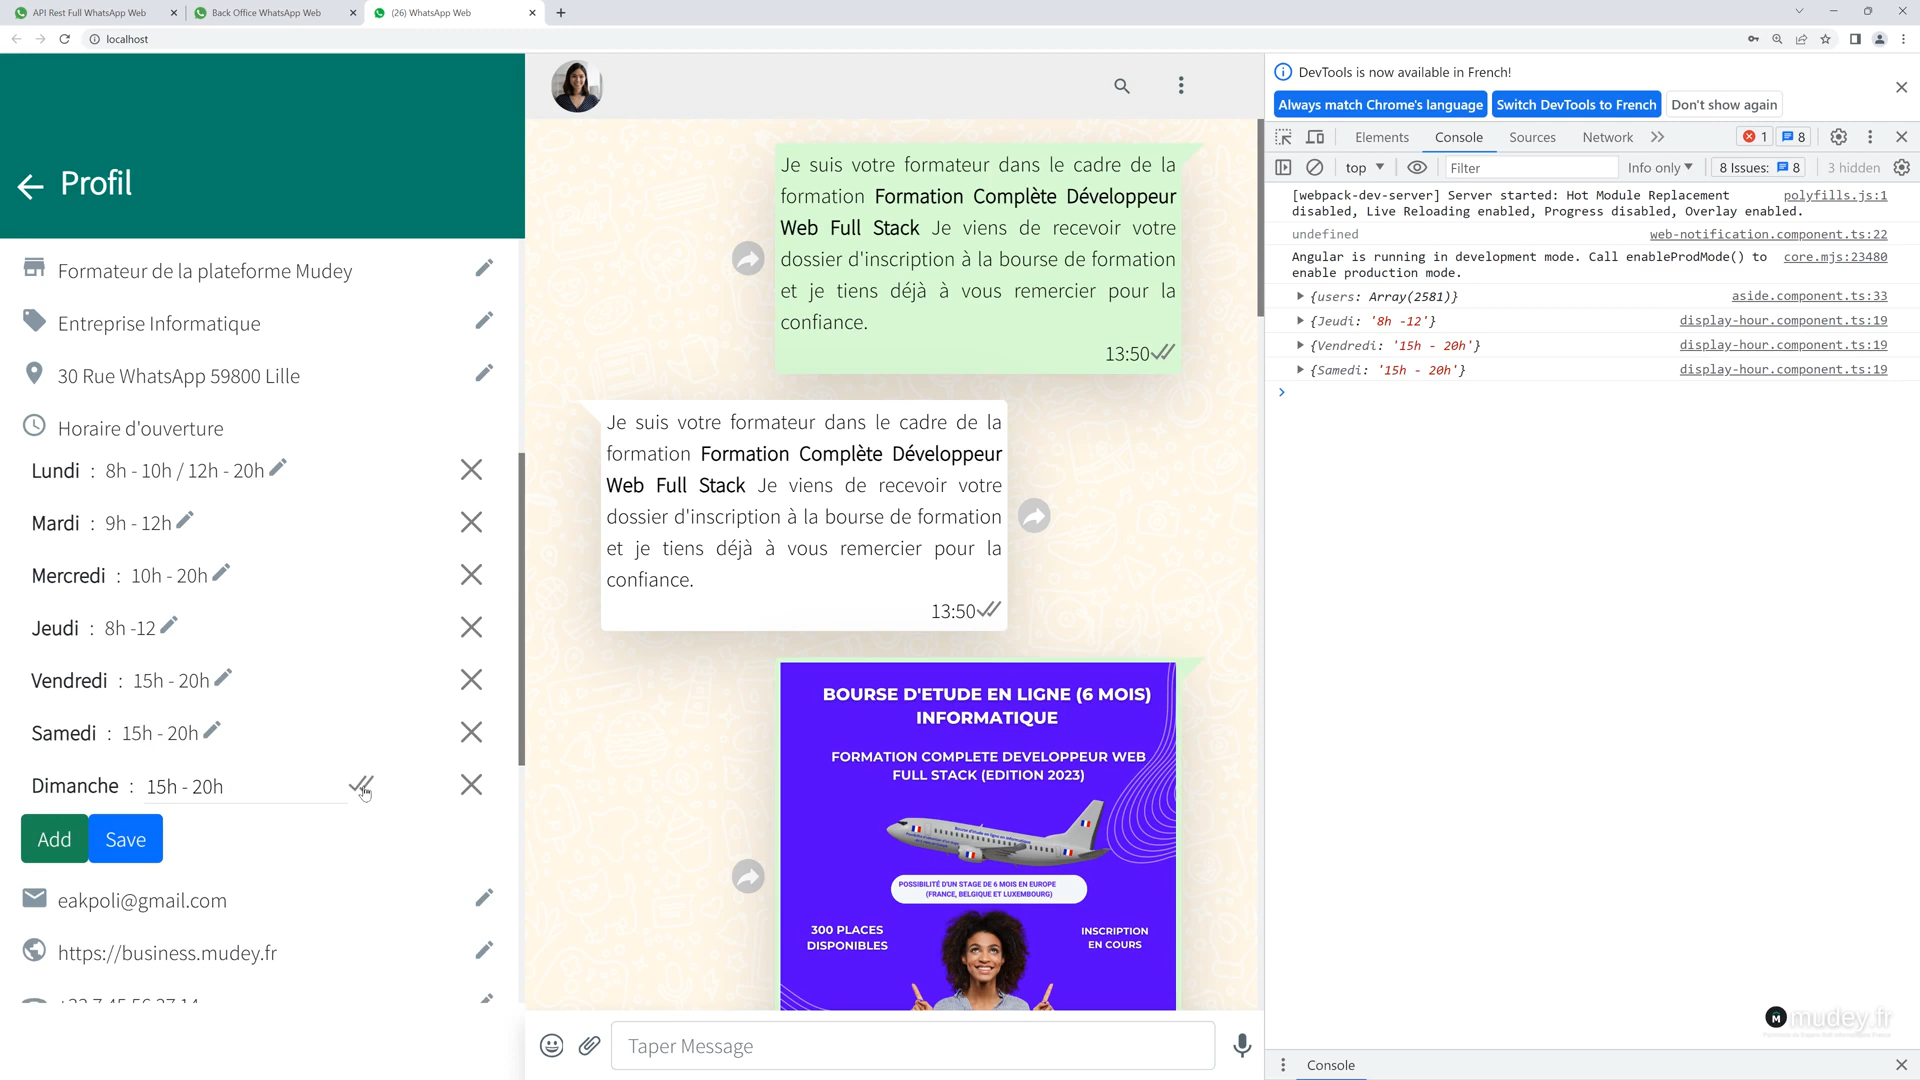 API Rest Full WhatsApp Web
Back Office WhatsApp Web
(26) WhatsApp Web
localhost
Profil
Formateur de la plateforme Mudey
Entreprise Informatique
30 Rue WhatsApp 59800 Lille
Horaire d'ouverture
Lundi : 8h - 10h / 12h - 20h
Mardi : 9h - 12h
Mercredi : 10h - 20h
Jeudi : 8h -12
Vendredi : 15h - 20h
Samedi : 15h - 20h
Dimanche : 15h - 20h
Add Save
eakpoli@gmail.com
https://business.mudey.fr
Je suis votre formateur dans le cadre de la
formation Formation Complète Développeur
Web Full Stack Je viens de recevoir votre
dossier d'inscription à la bourse de formation
et je tiens déjà à vous remercier pour la
confiance.
13:50
Je suis votre formateur dans le cadre de la
formation Formation Complète Développeur
Web Full Stack Je viens de recevoir votre
dossier d'inscription à la bourse de formation
et je tiens déjà à vous remercier pour la
confiance.
13:50
BOURSE D'ETUDE EN LIGNE (6 MOIS)
INFORMATIQUE
FORMATION COMPLETE DEVELOPPEUR WEB
FULL STACK (EDITION 2023)
POSSIBILITÉ D'UN STAGE DE 6 MOIS EN EUROPE
(FRANCE, BELGIQUE ET LUXEMBOURG)
300 PLACES
DISPONIBLES
INSCRIPTION
EN COURS
Taper Message
DevTools is now available in French!
Always match Chrome's language
Switch DevTools to French
Don't show again
Elements Console Sources Network 1 8
top Filter Info only 8 Issues: 8 3 hidden
[webpack-dev-server] Server started: Hot Module Replacement polyfills.js:1
disabled, Live Reloading enabled, Progress disabled, Overlay enabled.
undefined web-notification.component.ts:22
Angular is running in development mode. Call enableProdMode() to core.mjs:23480
enable production mode.
{users: Array(2581)} aside.component.ts:33
{Jeudi: '8h -12'} display-hour.component.ts:19
{Vendredi: '15h - 20h'} display-hour.component.ts:19
{Samedi: '15h - 20h'} display-hour.component.ts:19
mudey.fr
Console